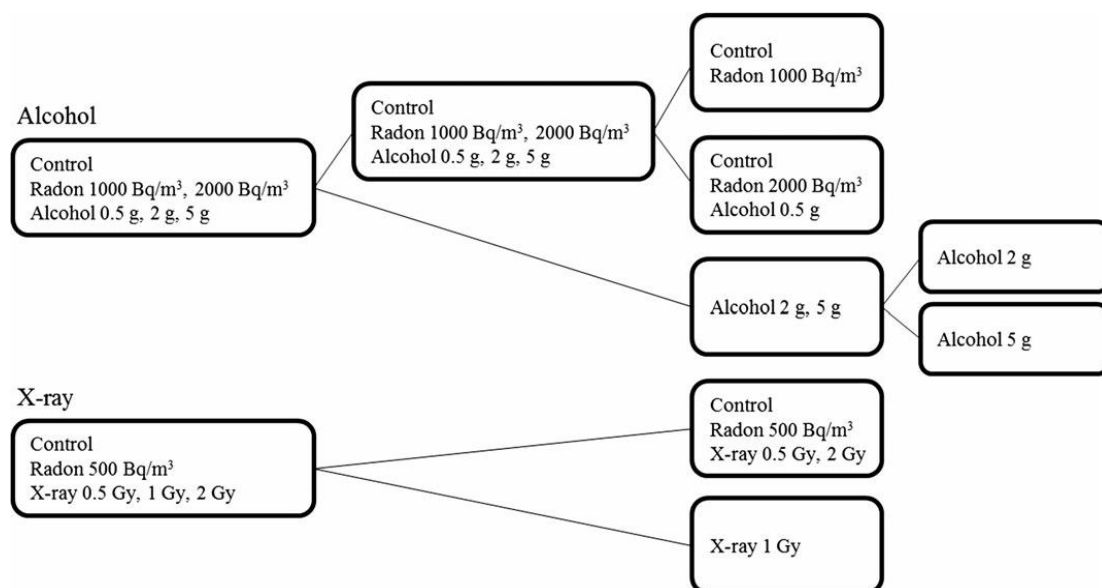 Alcohol
Control
Radon 1000 Bq/m³, 2000 Bq/m³
Alcohol 0.5 g, 2 g, 5 g
Control
Radon 1000 Bq/m³, 2000 Bq/m³
Alcohol 0.5 g, 2 g, 5 g
Control
Radon 1000 Bq/m³
Control
Radon 2000 Bq/m³
Alcohol 0.5 g
Alcohol 2 g, 5 g
Alcohol 2 g
Alcohol 5 g
X-ray
Control
Radon 500 Bq/m³
X-ray 0.5 Gy, 1 Gy, 2 Gy
Control
Radon 500 Bq/m³
X-ray 0.5 Gy, 2 Gy
X-ray 1 Gy